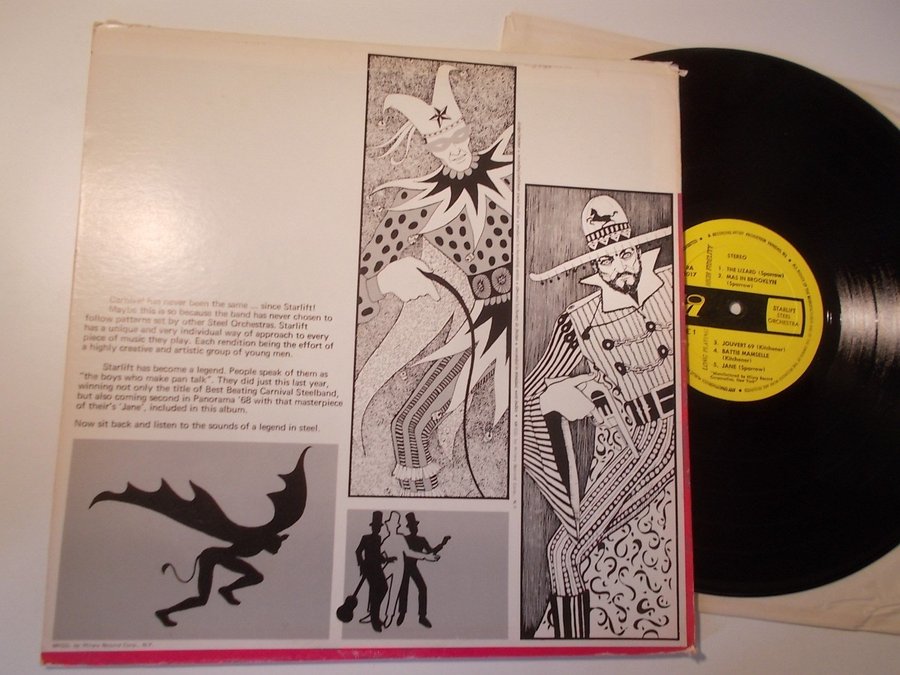 Carnival has never been the same ... since Starlift!
Maybe this is so because the band has never chosen to
follow patterns set by other Steel Orchestras. Starlift
has a unique and very individual way of approach to every
piece of music they play. Each rendition being the effort of
a highly creative and artistic group of young men.
Starlift has become a legend. People speak of them as
"the boys who make pan talk". They did just this last year,
winning not only the title of Best Beating Carnival Steelband,
but also coming second in Panorama '68 with that masterpiece
of their's 'Jane', included in this album.
Now sit back and listen to the sounds of a legend in steel.
STEREO
1. THE LIZARD (Sparrow)
2. MAS IN BROOKLYN
(Sparrow)
STARLIFT
STEEL
ORCHESTRA
3. JOUVERT 69 (Kitchener)
4. BATTIE MAMSELLE
(Kitchener)
5. JANE (Sparrow)
HIGH FIDELITY
LONG PLAYING